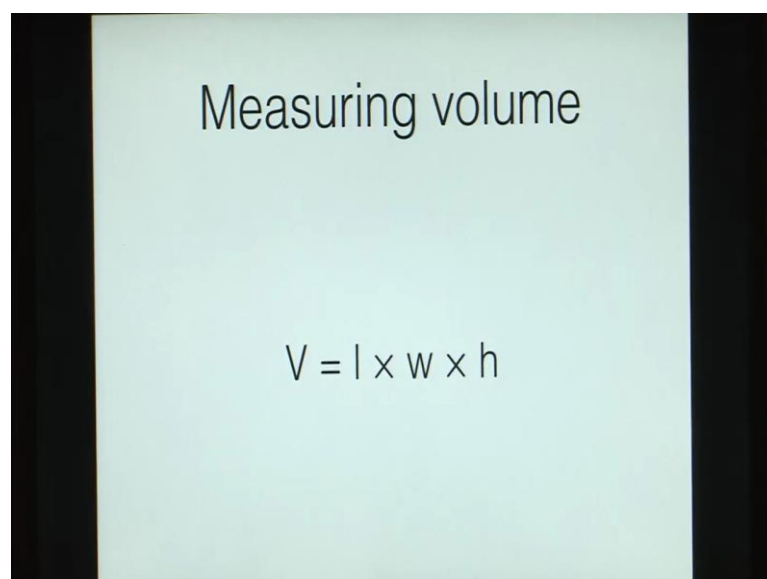 Measuring volume
V = l x w x h